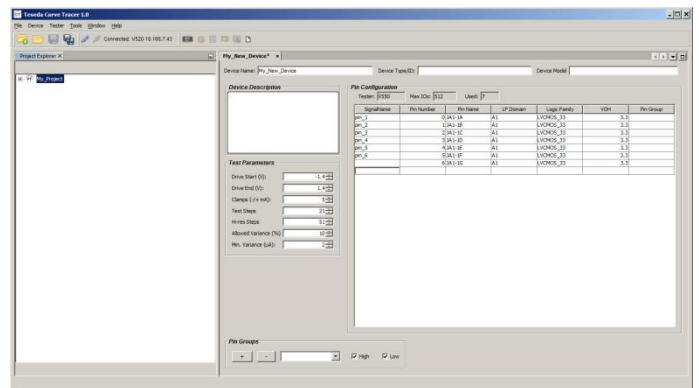 Teseda Curve Tracer 1.0
File Device Tester Tools Window Help
Connected: V520 10.168.7.43
Project Explorer
My_Project
My_New_Device*
Device Name: My_New_Device Device Type/ID: Device Model
Device Description
Pin Configuration
Tester: V550 Max IOs: 512 Used: 7
SignalName Pin Number Pin Name LP Domain Logic Family VOH Pin Group
pin_1 0 JA1-1A A1 LVCMOS_33 3.3
pin_2 1 JA1-1B A1 LVCMOS_33 3.3
pin_3 2 JA1-1C A1 LVCMOS_33 3.3
pin_4 3 JA1-1D A1 LVCMOS_33 3.3
pin_5 4 JA1-1E A1 LVCMOS_33 3.3
pin_6 5 JA1-1F A1 LVCMOS_33 3.3
6 JA1-1G A1 LVCMOS_33 3.3
Test Parameters
Drive Start (V): -1.4
Drive End (V): 1.4
Clamps (-/+ mA): 5
Test Steps 21
Hi-res Steps 51
Allowed Variance (%) 10
Min. Variance (uA): 2
Pin Groups
+ - High Low